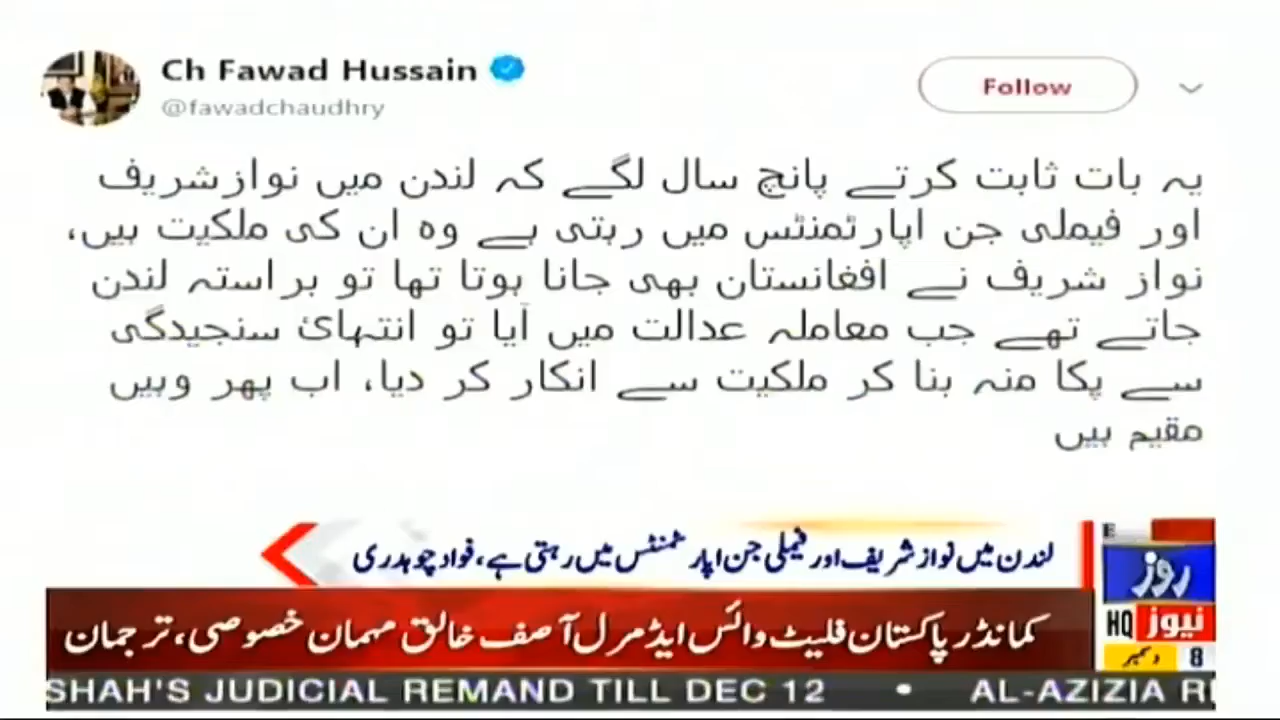 Ch Fawad Hussain
@fawadchaudhry
Follow
یہ بات ثابت کرتے پانچ سال لگے کہ لندن میں نوازشریف
اور فیملی جن اپارٹمنٹس میں رہتی ہے وہ ان کی ملکیت ہیں،
نواز شریف نے افغانستان بھی جانا ہوتا تھا تو براستہ لندن
جاتے تھے جب معاملہ عدالت میں آیا تو انتہائ سنجیدگی
سے پکا منہ بنا کر ملکیت سے انکار کر دیا، اب پھر وہیں
مقیم ہیں
لندن میں نواز شریف اور فیملی جن اپارٹمنٹس میں رہتی ہے، فواد چوہدری
روز
نیوز HQ
8 دسمبر
کمانڈر پاکستان فلیٹ وائس ایڈمرل آصف خالق مہمان خصوصی، ترجمان
SHAH'S JUDICIAL REMAND TILL DEC 12 • AL-AZIZIA